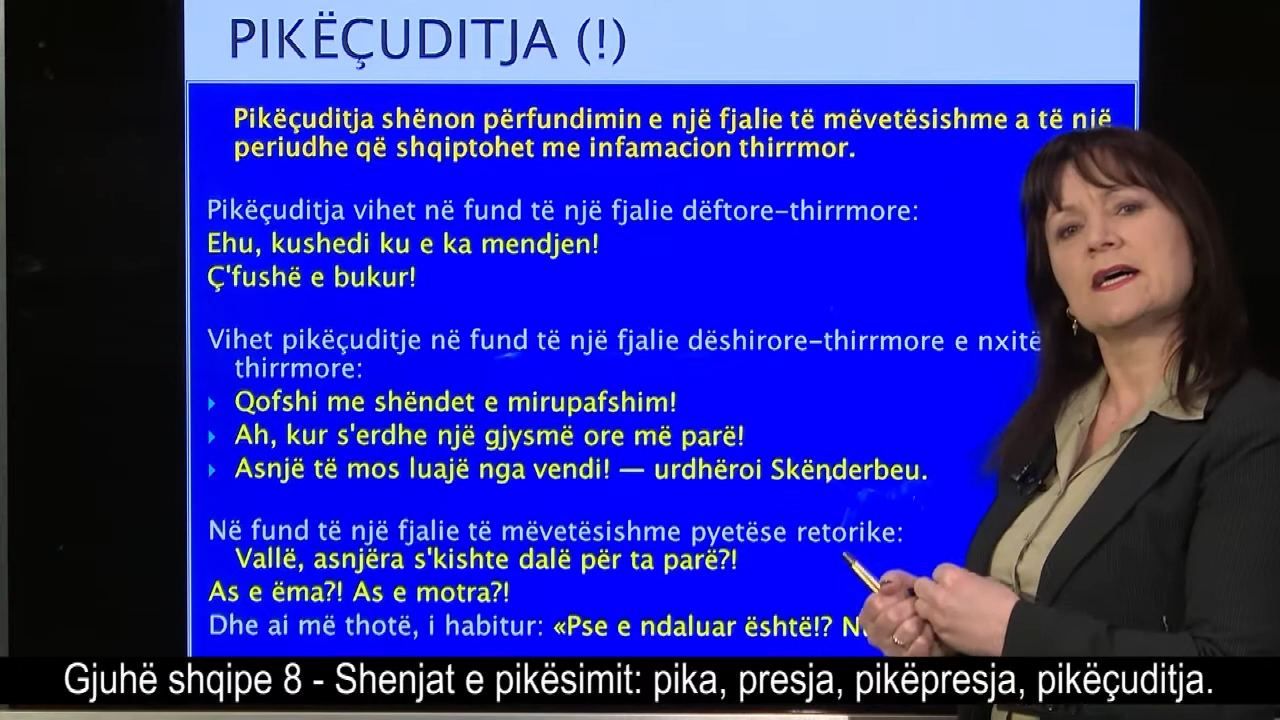 PIKËÇUDITJA (!)
Pikëçuditja shënon përfundimin e një fjalie të mëvetësishme a të një
periudhe që shqiptohet me infamacion thirrmor.
Pikëçuditja vihet në fund të një fjalie dëftore-thirrmore:
Ehu, kushedi ku e ka mendjen!
Ç'fushë e bukur!
Vihet pikëçuditje në fund të një fjalie dëshirore-thirrmore e nxitë
thirrmore:
Qofshi me shëndet e mirupafshim!
Ah, kur s'erdhe një gjysmë ore më parë!
Asnjë të mos luajë nga vendi! — urdhëroi Skënderbeu.
Në fund të një fjalie të mëvetësishme pyetëse retorike:
Vallë, asnjëra s'kishte dalë për ta parë?!
As e ëma?! As e motra?!
Dhe ai më thotë, i habitur: «Pse e ndaluar është!?
Gjuhë shqipe 8 - Shenjat e pikësimit: pika, presja, pikëpresja, pikëçuditja.